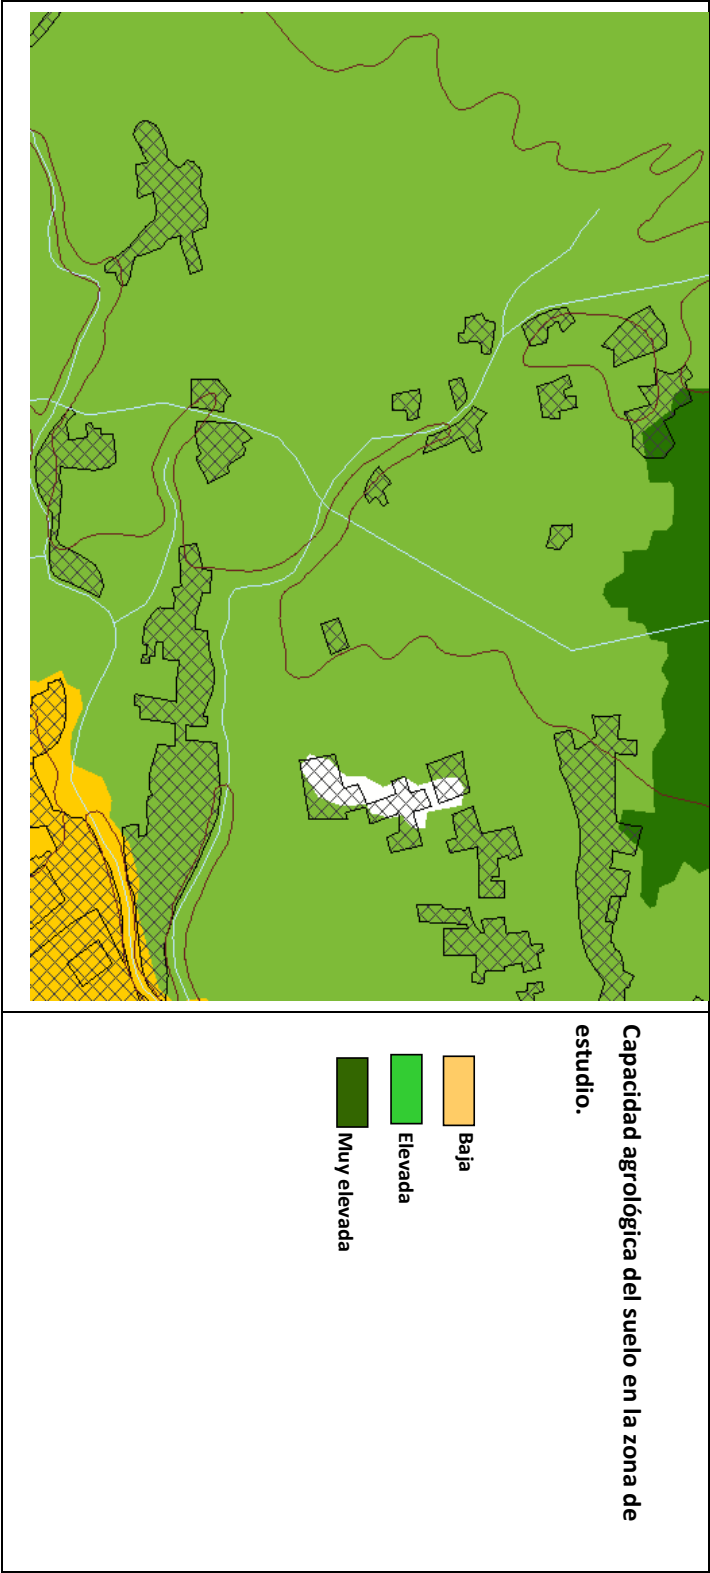 Capacidad agrológica del suelo en la zona de
estudio.
Baja
Elevada
Muy elevada